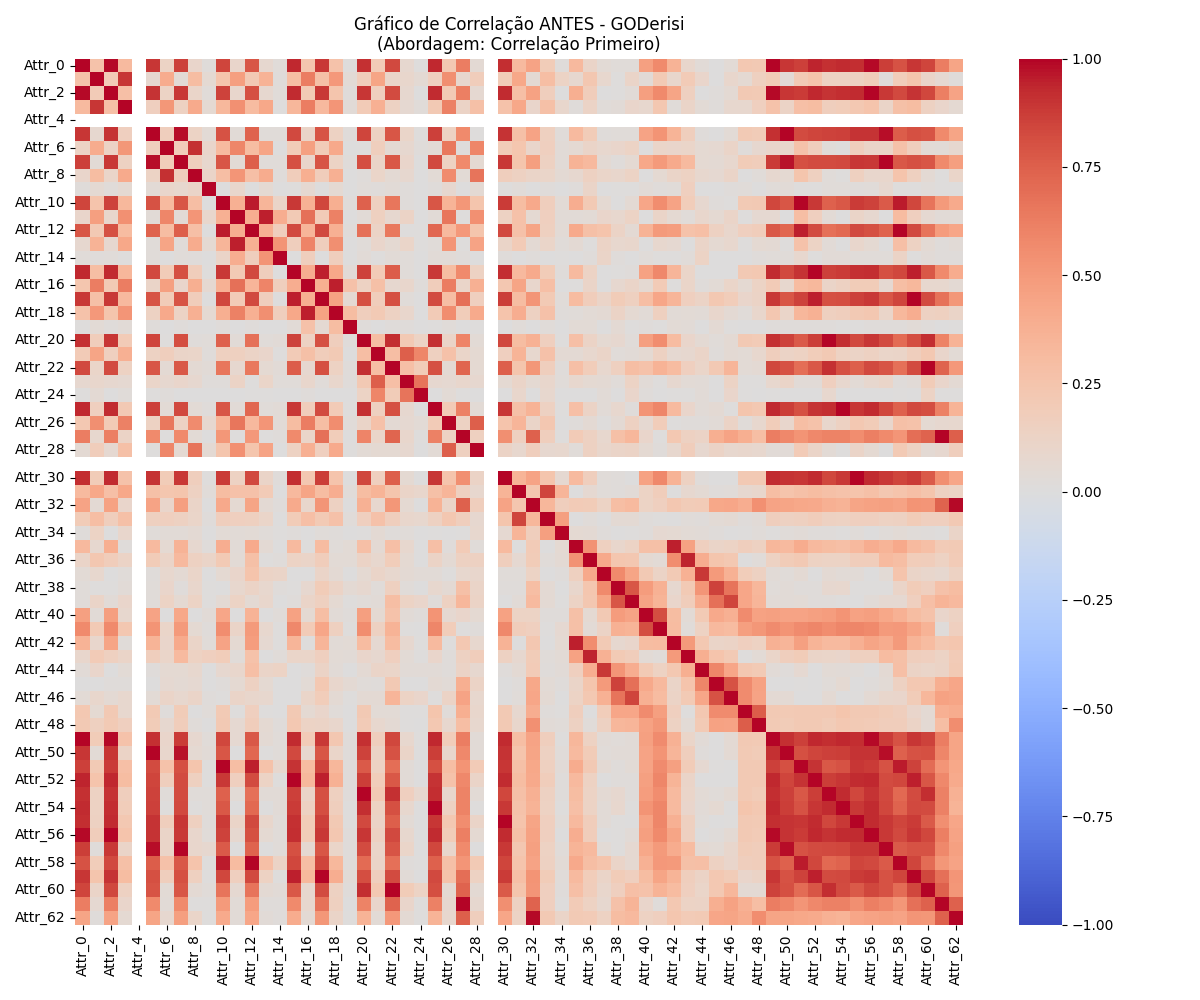 Gráfico de Correlação ANTES - GODerisi
(Abordagem: Correlação Primeiro)
Attr_0
Attr_2
Attr_4
Attr_6
Attr_8
Attr_10
Attr_12
Attr_14
Attr_16
Attr_18
Attr_20
Attr_22
Attr_24
Attr_26
Attr_28
Attr_30
Attr_32
Attr_34
Attr_36
Attr_38
Attr_40
Attr_42
Attr_44
Attr_46
Attr_48
Attr_50
Attr_52
Attr_54
Attr_56
Attr_58
Attr_60
Attr_62
Attr_0
Attr_2
Attr_4
Attr_6
Attr_8
Attr_10
Attr_12
Attr_14
Attr_16
Attr_18
Attr_20
Attr_22
Attr_24
Attr_26
Attr_28
Attr_30
Attr_32
Attr_34
Attr_36
Attr_38
Attr_40
Attr_42
Attr_44
Attr_46
Attr_48
Attr_50
Attr_52
Attr_54
Attr_56
Attr_58
Attr_60
Attr_62
1.00
0.75
0.50
0.25
0.00
−0.25
−0.50
−0.75
−1.00